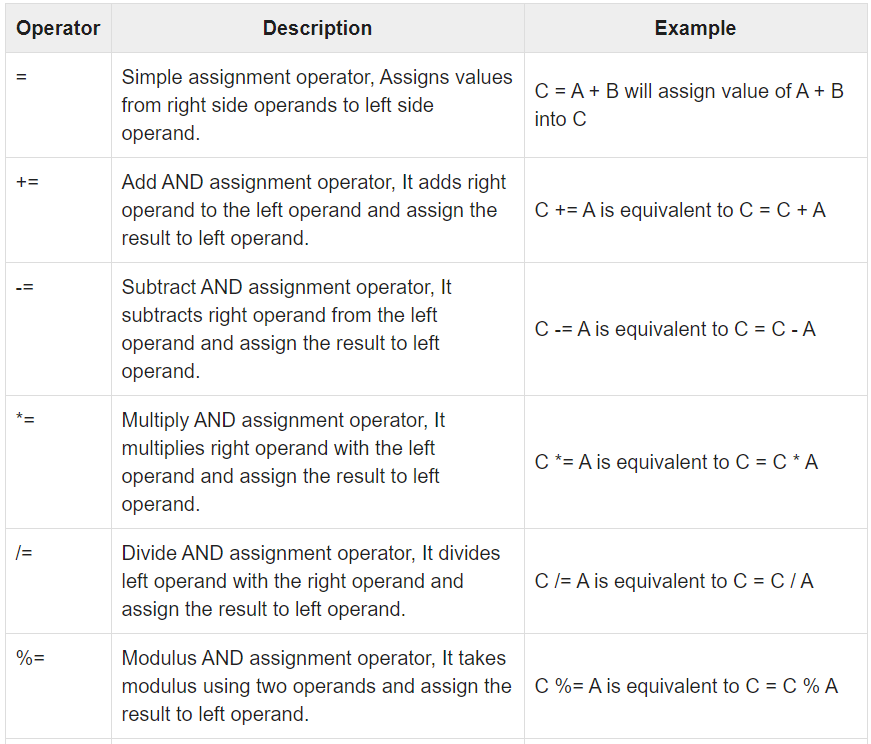 Operator Description Example
=
Simple assignment operator, Assigns values
from right side operands to left side
operand.
C = A + B will assign value of A + B
into C
+=
Add AND assignment operator, It adds right
operand to the left operand and assign the
result to left operand.
C += A is equivalent to C = C + A
-=
Subtract AND assignment operator, It
subtracts right operand from the left
operand and assign the result to left
operand.
C -= A is equivalent to C = C - A
*=
Multiply AND assignment operator, It
multiplies right operand with the left
operand and assign the result to left
operand.
C *= A is equivalent to C = C * A
/=
Divide AND assignment operator, It divides
left operand with the right operand and
assign the result to left operand.
C /= A is equivalent to C = C / A
%=
Modulus AND assignment operator, It takes
modulus using two operands and assign the
result to left operand.
C %= A is equivalent to C = C % A